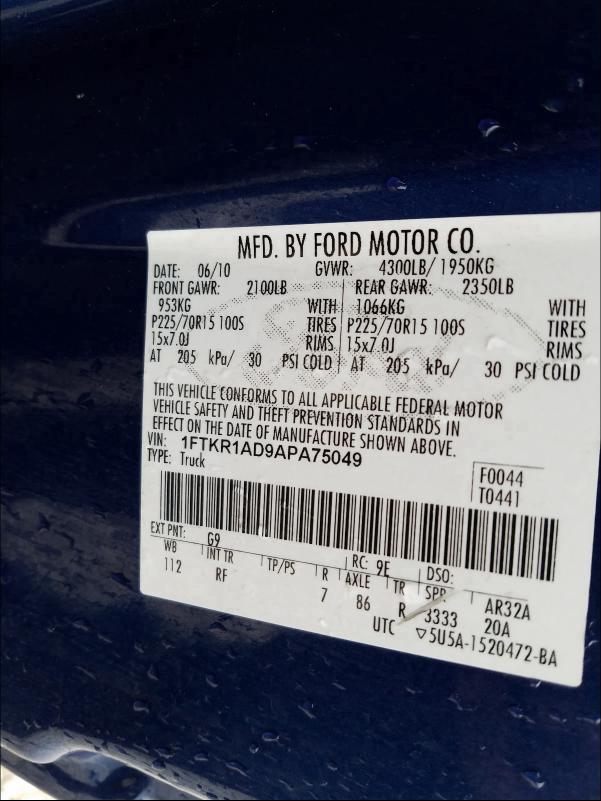 MFD. BY FORD MOTOR CO.
DATE: 06/10 GVWR: 4300LB/ 1950KG
FRONT GAWR: 2100LB REAR GAWR: 2350LB
953KG WITH 1066KG WITH
P225/70R15 100S TIRES P225/70R15 100S TIRES
15x7.0J RIMS 15x7.0J RIMS
AT 205 kPa/ 30 PSI COLD AT 205 kPa/ 30 PSI COLD
THIS VEHICLE CONFORMS TO ALL APPLICABLE FEDERAL MOTOR
VEHICLE SAFETY AND THEFT PREVENTION STANDARDS IN
EFFECT ON THE DATE OF MANUFACTURE SHOWN ABOVE.
VIN: 1FTKR1AD9APA75049
TYPE: Truck
F0044
T0441
EXT PNT: G9 RC: 9E DSO:
WB INT TR TP/PS R AXLE TR SPR AR32A
112 RF 7 86 R 3333 20A
UTC ▽5U5A-1520472-BA